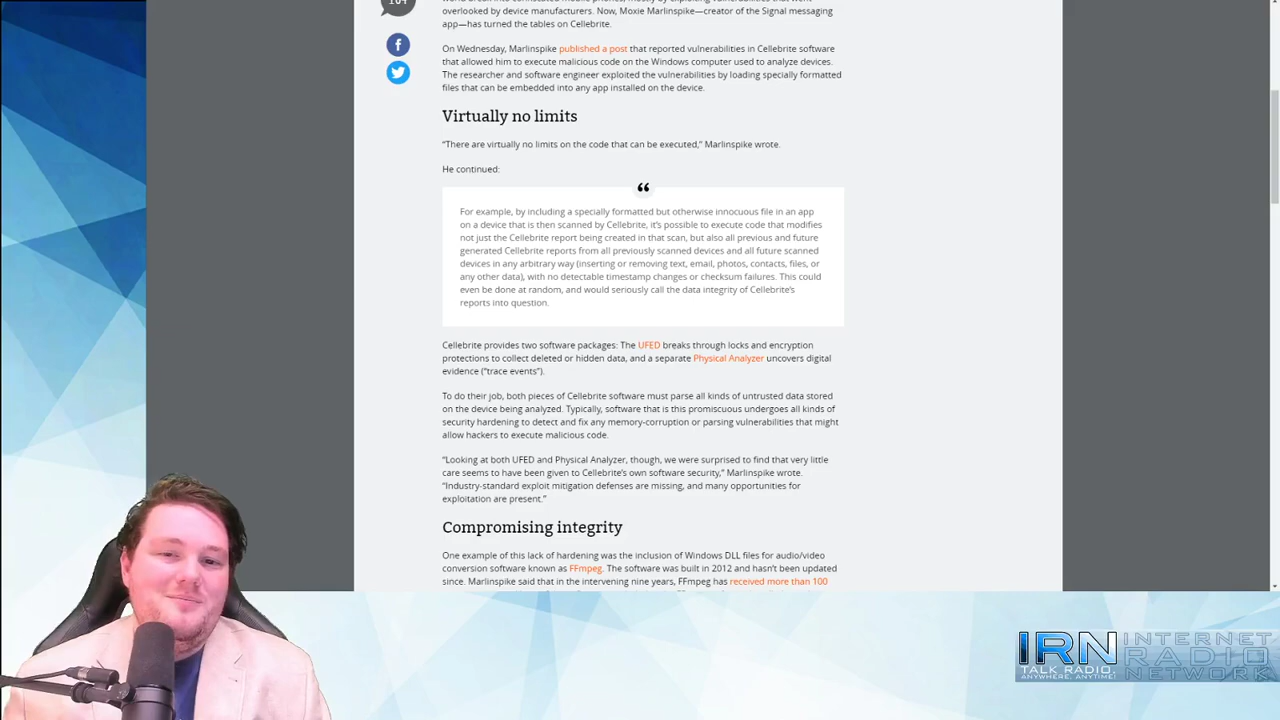 104
world break into confiscated mobile phones, mostly by exploiting vulnerabilities that went
overlooked by device manufacturers. Now, Moxie Marlinspike—creator of the Signal messaging
app—has turned the tables on Cellebrite.
On Wednesday, Marlinspike published a post that reported vulnerabilities in Cellebrite software
that allowed him to execute malicious code on the Windows computer used to analyze devices.
The researcher and software engineer exploited the vulnerabilities by loading specially formatted
files that can be embedded into any app installed on the device.
Virtually no limits
“There are virtually no limits on the code that can be executed,” Marlinspike wrote.
He continued:
“
For example, by including a specially formatted but otherwise innocuous file in an app
on a device that is then scanned by Cellebrite, it’s possible to execute code that modifies
not just the Cellebrite report being created in that scan, but also all previous and future
generated Cellebrite reports from all previously scanned devices and all future scanned
devices in any arbitrary way (inserting or removing text, email, photos, contacts, files, or
any other data), with no detectable timestamp changes or checksum failures. This could
even be done at random, and would seriously call the data integrity of Cellebrite’s
reports into question.
Cellebrite provides two software packages: The UFED breaks through locks and encryption
protections to collect deleted or hidden data, and a separate Physical Analyzer uncovers digital
evidence (“trace events”).
To do their job, both pieces of Cellebrite software must parse all kinds of untrusted data stored
on the device being analyzed. Typically, software that is this promiscuous undergoes all kinds of
security hardening to detect and fix any memory-corruption or parsing vulnerabilities that might
allow hackers to execute malicious code.
“Looking at both UFED and Physical Analyzer, though, we were surprised to find that very little
care seems to have been given to Cellebrite’s own software security,” Marlinspike wrote.
“Industry-standard exploit mitigation defenses are missing, and many opportunities for
exploitation are present.”
Compromising integrity
One example of this lack of hardening was the inclusion of Windows DLL files for audio/video
conversion software known as FFmpeg. The software was built in 2012 and hasn’t been updated
since. Marlinspike said that in the intervening nine years, FFmpeg has received more than 100
IRN INTERNET
RADIO
TALK RADIO NETWORK
ANYWHERE, ANYTIME!